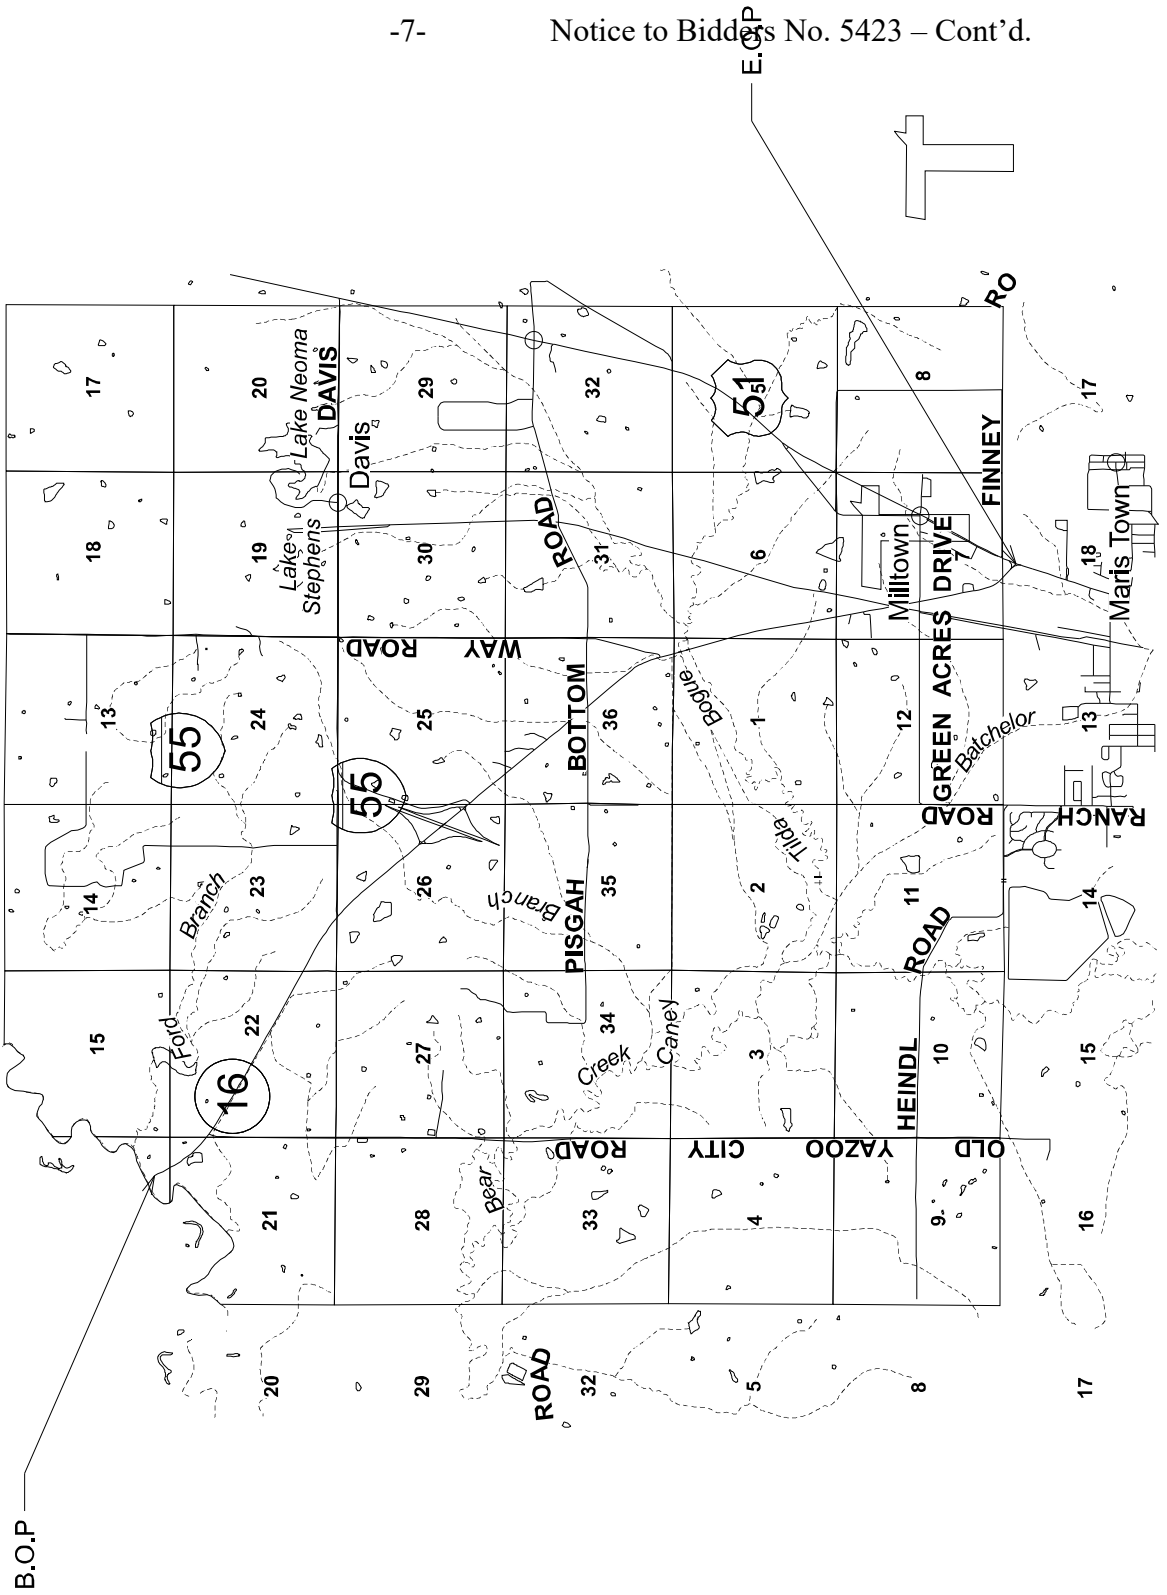 -7- Notice to Bidders No. 5423 – Cont’d.
E.O.P
B.O.P
17
18
13
14
15
20
Lake Neoma
DAVIS
Davis
19
Lake
Stephens
55
24
23
Branch
22
Ford
16
21
20
29
30
ROAD
WAY
25
55
26
Branch
27
28
Bear
29
32
ROAD
31
BOTTOM
36
PISGAH
35
34
Creek
Caney
ROAD
33
ROAD
32
51
5
6
Bogue
1
Tilda
2
3
CITY
4
5
8
Milltown
7
GREEN ACRES DRIVE
FINNEY
RO
12
Batchelor
ROAD
11
ROAD
HEINDL
10
YAZOO
OLD
9
8
17
18
Maris Town
13
RANCH
14
15
16
17